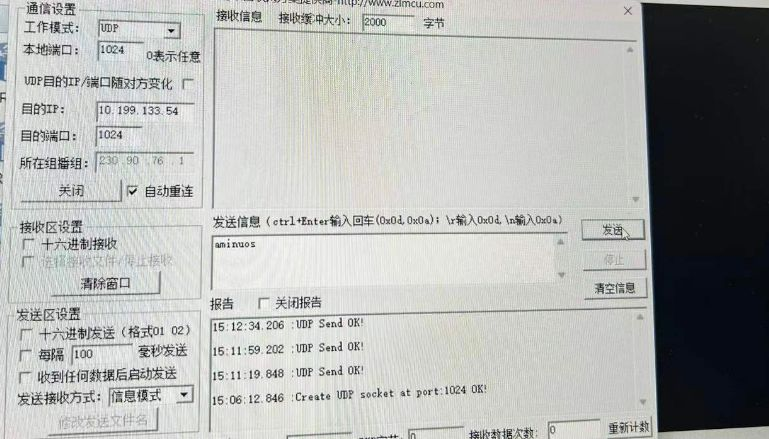 通信设置
工作模式: UDP
本地端口: 1024 0表示任意
UDP目的IP/端口随对方变化
目的IP: 10.199.133.54
目的端口: 1024
所在组播组: 230 .90 .76 .1
关闭 自动重连
接收区设置
十六进制接收
选择接收文件/停止接收
清除窗口
发送区设置
十六进制发送（格式01 02）
每隔 100 毫秒发送
收到任何数据后启动发送
发送接收方式: 信息模式
修改发送文件名
http://www.zlmcu.com
接收信息 接收缓冲大小: 2000 字节
发送信息（ctrl+Enter输入回车(0x0d,0x0a); \r输入0x0d,\n输入0x0a）
aminuos
发送
停止
清空信息
报告 关闭报告
15:12:34.206 :UDP Send OK!
15:11:59.202 :UDP Send OK!
15:11:19.848 :UDP Send OK!
15:06:12.846 :Create UDP socket at port:1024 OK!
0 接收数据次数: 0 重新计数